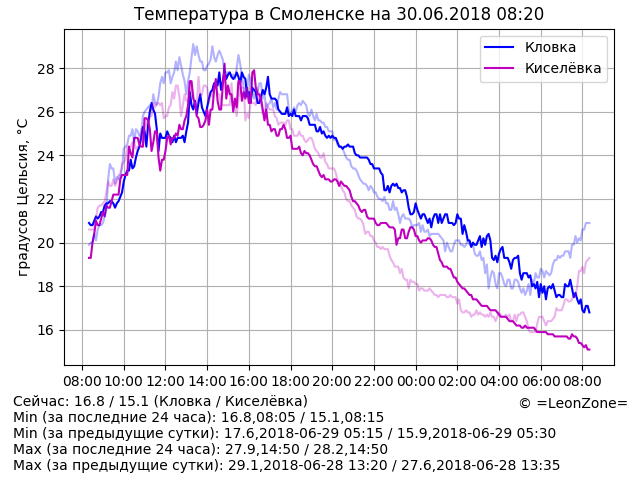 Температура в Смоленске на 30.06.2018 08:20
Кловка
Киселёвка
градусов Цельсия, °C
28
26
24
22
20
18
16
08:00 10:00 12:00 14:00 16:00 18:00 20:00 22:00 00:00 02:00 04:00 06:00 08:00
Сейчас: 16.8 / 15.1 (Кловка / Киселёвка)
© =LeonZone=
Min (за последние 24 часа): 16.8,08:05 / 15.1,08:15
Min (за предыдущие сутки): 17.6,2018-06-29 05:15 / 15.9,2018-06-29 05:30
Max (за последние 24 часа): 27.9,14:50 / 28.2,14:50
Max (за предыдущие сутки): 29.1,2018-06-28 13:20 / 27.6,2018-06-28 13:35